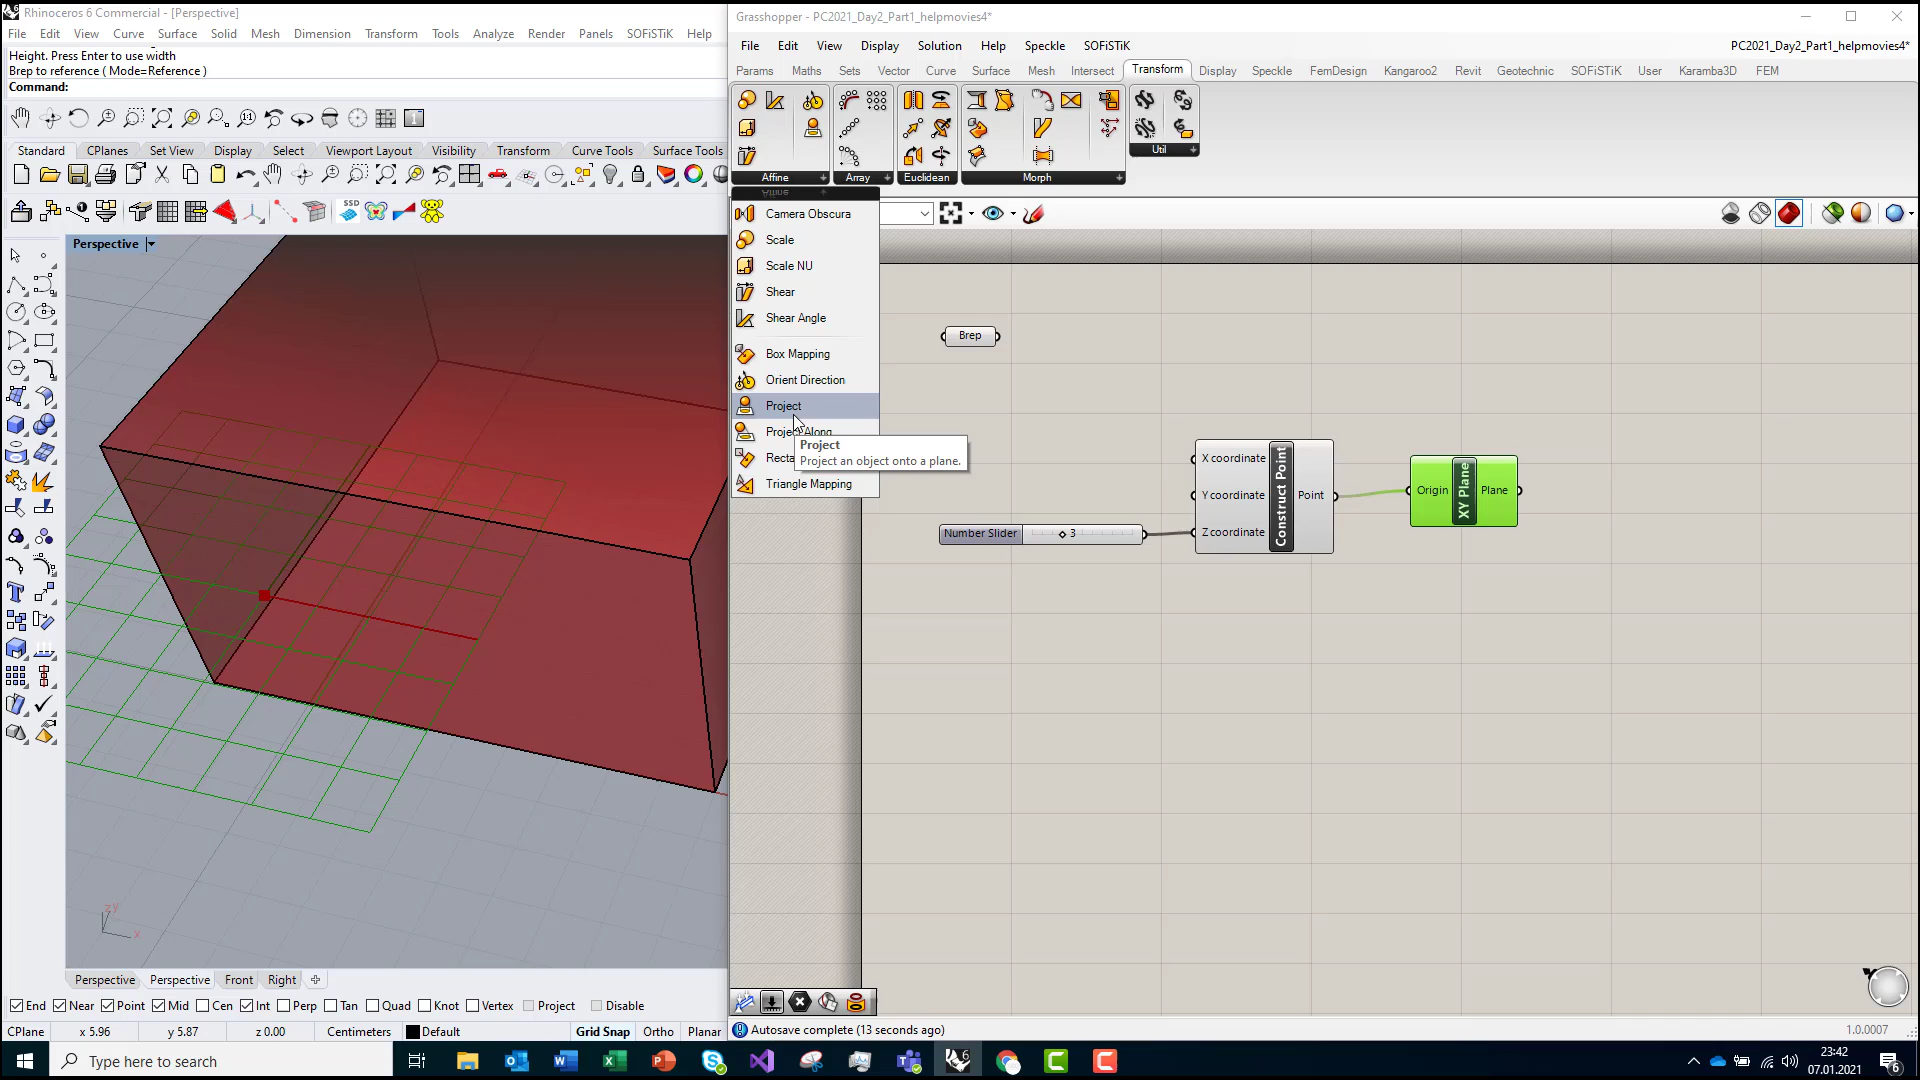 Rhinoceros 6 Commercial - [Perspective]
File Edit View Curve Surface Solid Mesh Dimension Transform Tools Analyze Render Panels SOFiSTiK Help
Height. Press Enter to use width
Brep to reference ( Mode=Reference )
Command:
Standard CPlanes Set View Display Select Viewport Layout Visibility Transform Curve Tools Surface Tools
Perspective
Perspective Perspective Front Right
End Near Point Mid Cen Int Perp Tan Quad Knot Vertex Project Disable
CPlane x 5.96 y 5.87 z 0.00 Centimeters Default Grid Snap Ortho Planar
Grasshopper - PC2021_Day2_Part1_helpmovies4*
File Edit View Display Solution Help Speckle SOFiSTiK PC2021_Day2_Part1_helpmovies4*
Params Maths Sets Vector Curve Surface Mesh Intersect Transform Display Speckle FemDesign Kangaroo2 Revit Geotechnic SOFiSTiK User Karamba3D FEM
Affine Array Euclidean Morph Util
Affine
Camera Obscura
Scale
Scale NU
Shear
Shear Angle
Box Mapping
Orient Direction
Project
Project Along
Recta
Triangle Mapping
Project
Project an object onto a plane.
Brep
X coordinate
Y coordinate
Z coordinate
Construct Point
Point
Origin
XY Plane
Plane
Number Slider 3
Autosave complete (13 seconds ago) 1.0.0007
Type here to search
23:42
07.01.2021
6
z y
x